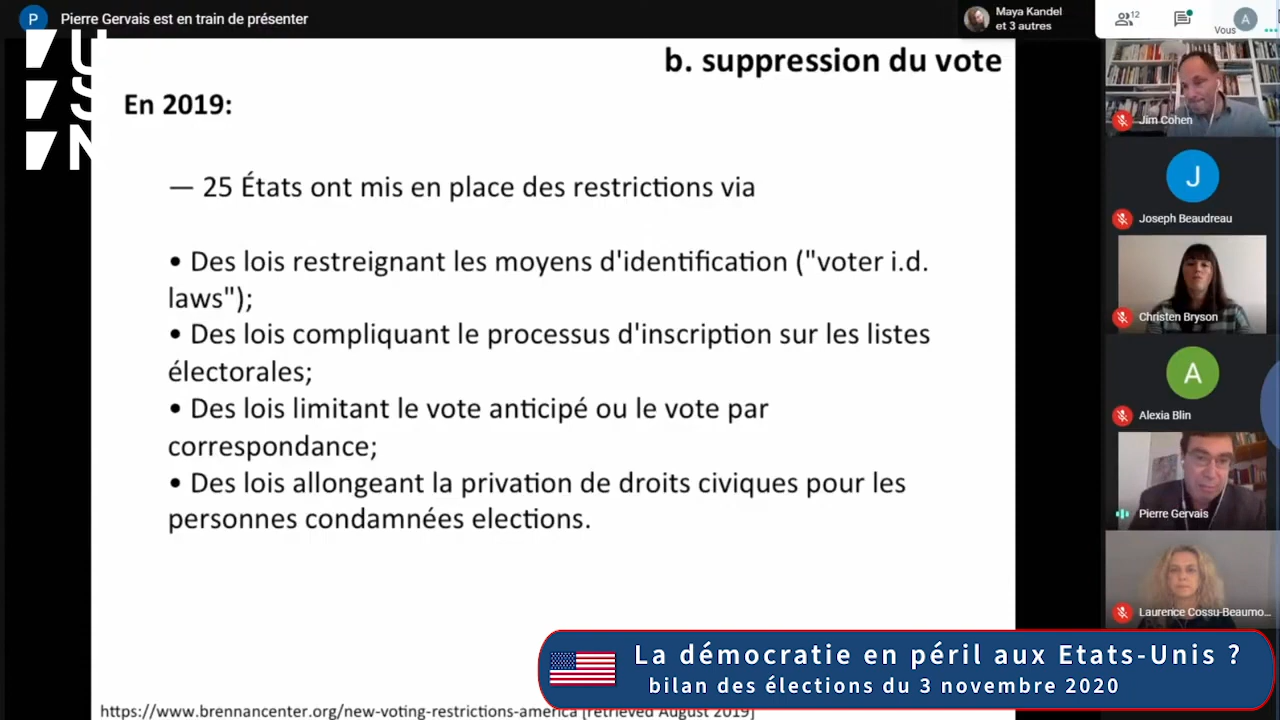 P Pierre Gervais est en train de présenter
Maya Kandel
et 3 autres
12
Vous
A
b. suppression du vote
En 2019:
— 25 États ont mis en place des restrictions via
• Des lois restreignant les moyens d'identification ("voter i.d.
laws");
• Des lois compliquant le processus d'inscription sur les listes
électorales;
• Des lois limitant le vote anticipé ou le vote par
correspondance;
• Des lois allongeant la privation de droits civiques pour les
personnes condamnées elections.
https://www.brennancenter.org/new-voting-restrictions-america [retrieved August 2019]
Jim Cohen
J
Joseph Beaudreau
Christen Bryson
A
Alexia Blin
Pierre Gervais
Laurence Cossu-Beaumo...
La démocratie en péril aux Etats-Unis ?
bilan des élections du 3 novembre 2020